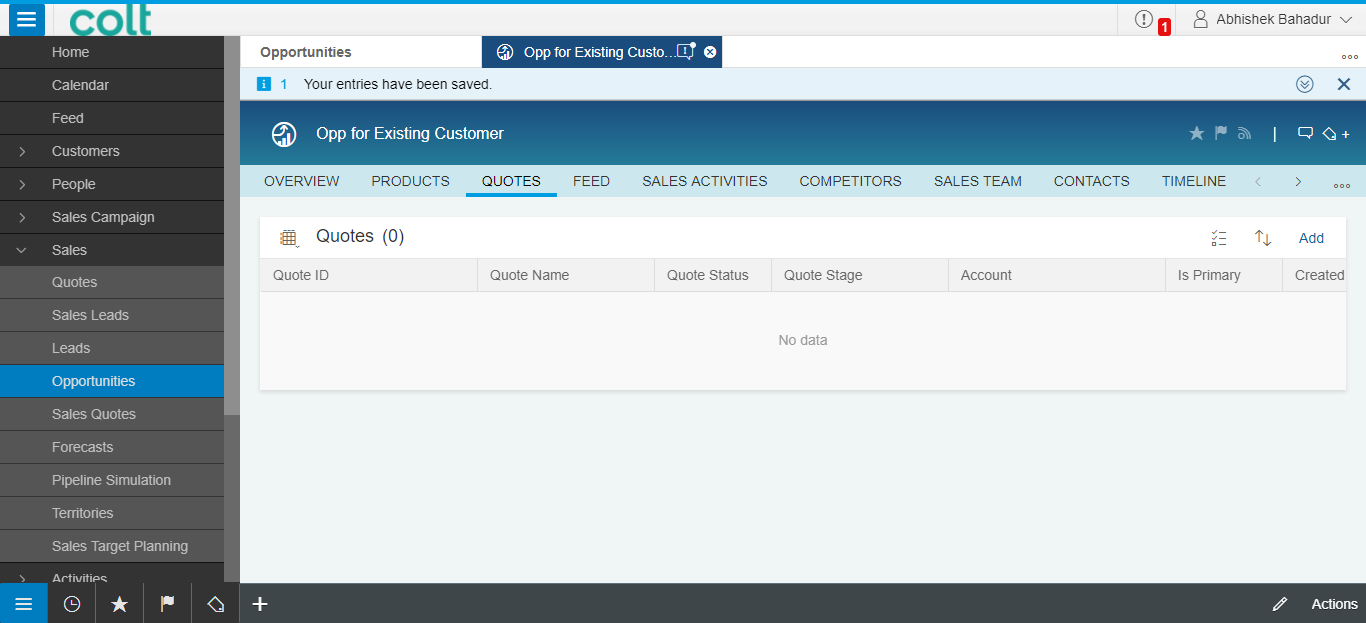 colt
1
Abhishek Bahadur
Home
Calendar
Feed
Customers
People
Sales Campaign
Sales
Quotes
Sales Leads
Leads
Opportunities
Sales Quotes
Forecasts
Pipeline Simulation
Territories
Sales Target Planning
Activities
Opportunities
Opp for Existing Custo...
1 Your entries have been saved.
Opp for Existing Customer
OVERVIEW PRODUCTS QUOTES FEED SALES ACTIVITIES COMPETITORS SALES TEAM CONTACTS TIMELINE
Quotes (0)
Add
Quote ID Quote Name Quote Status Quote Stage Account Is Primary Created
No data
Actions